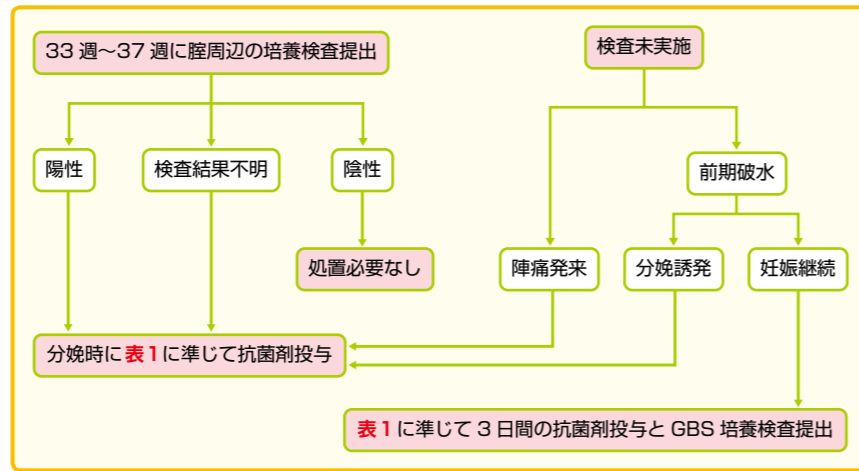 33 週～37 週に腟周辺の培養検査提出
検査未実施
陽性
検査結果不明
陰性
前期破水
処置必要なし
陣痛発来
分娩誘発
妊娠継続
分娩時に表1に準じて抗菌剤投与
表1に準じて 3 日間の抗菌剤投与と GBS 培養検査提出